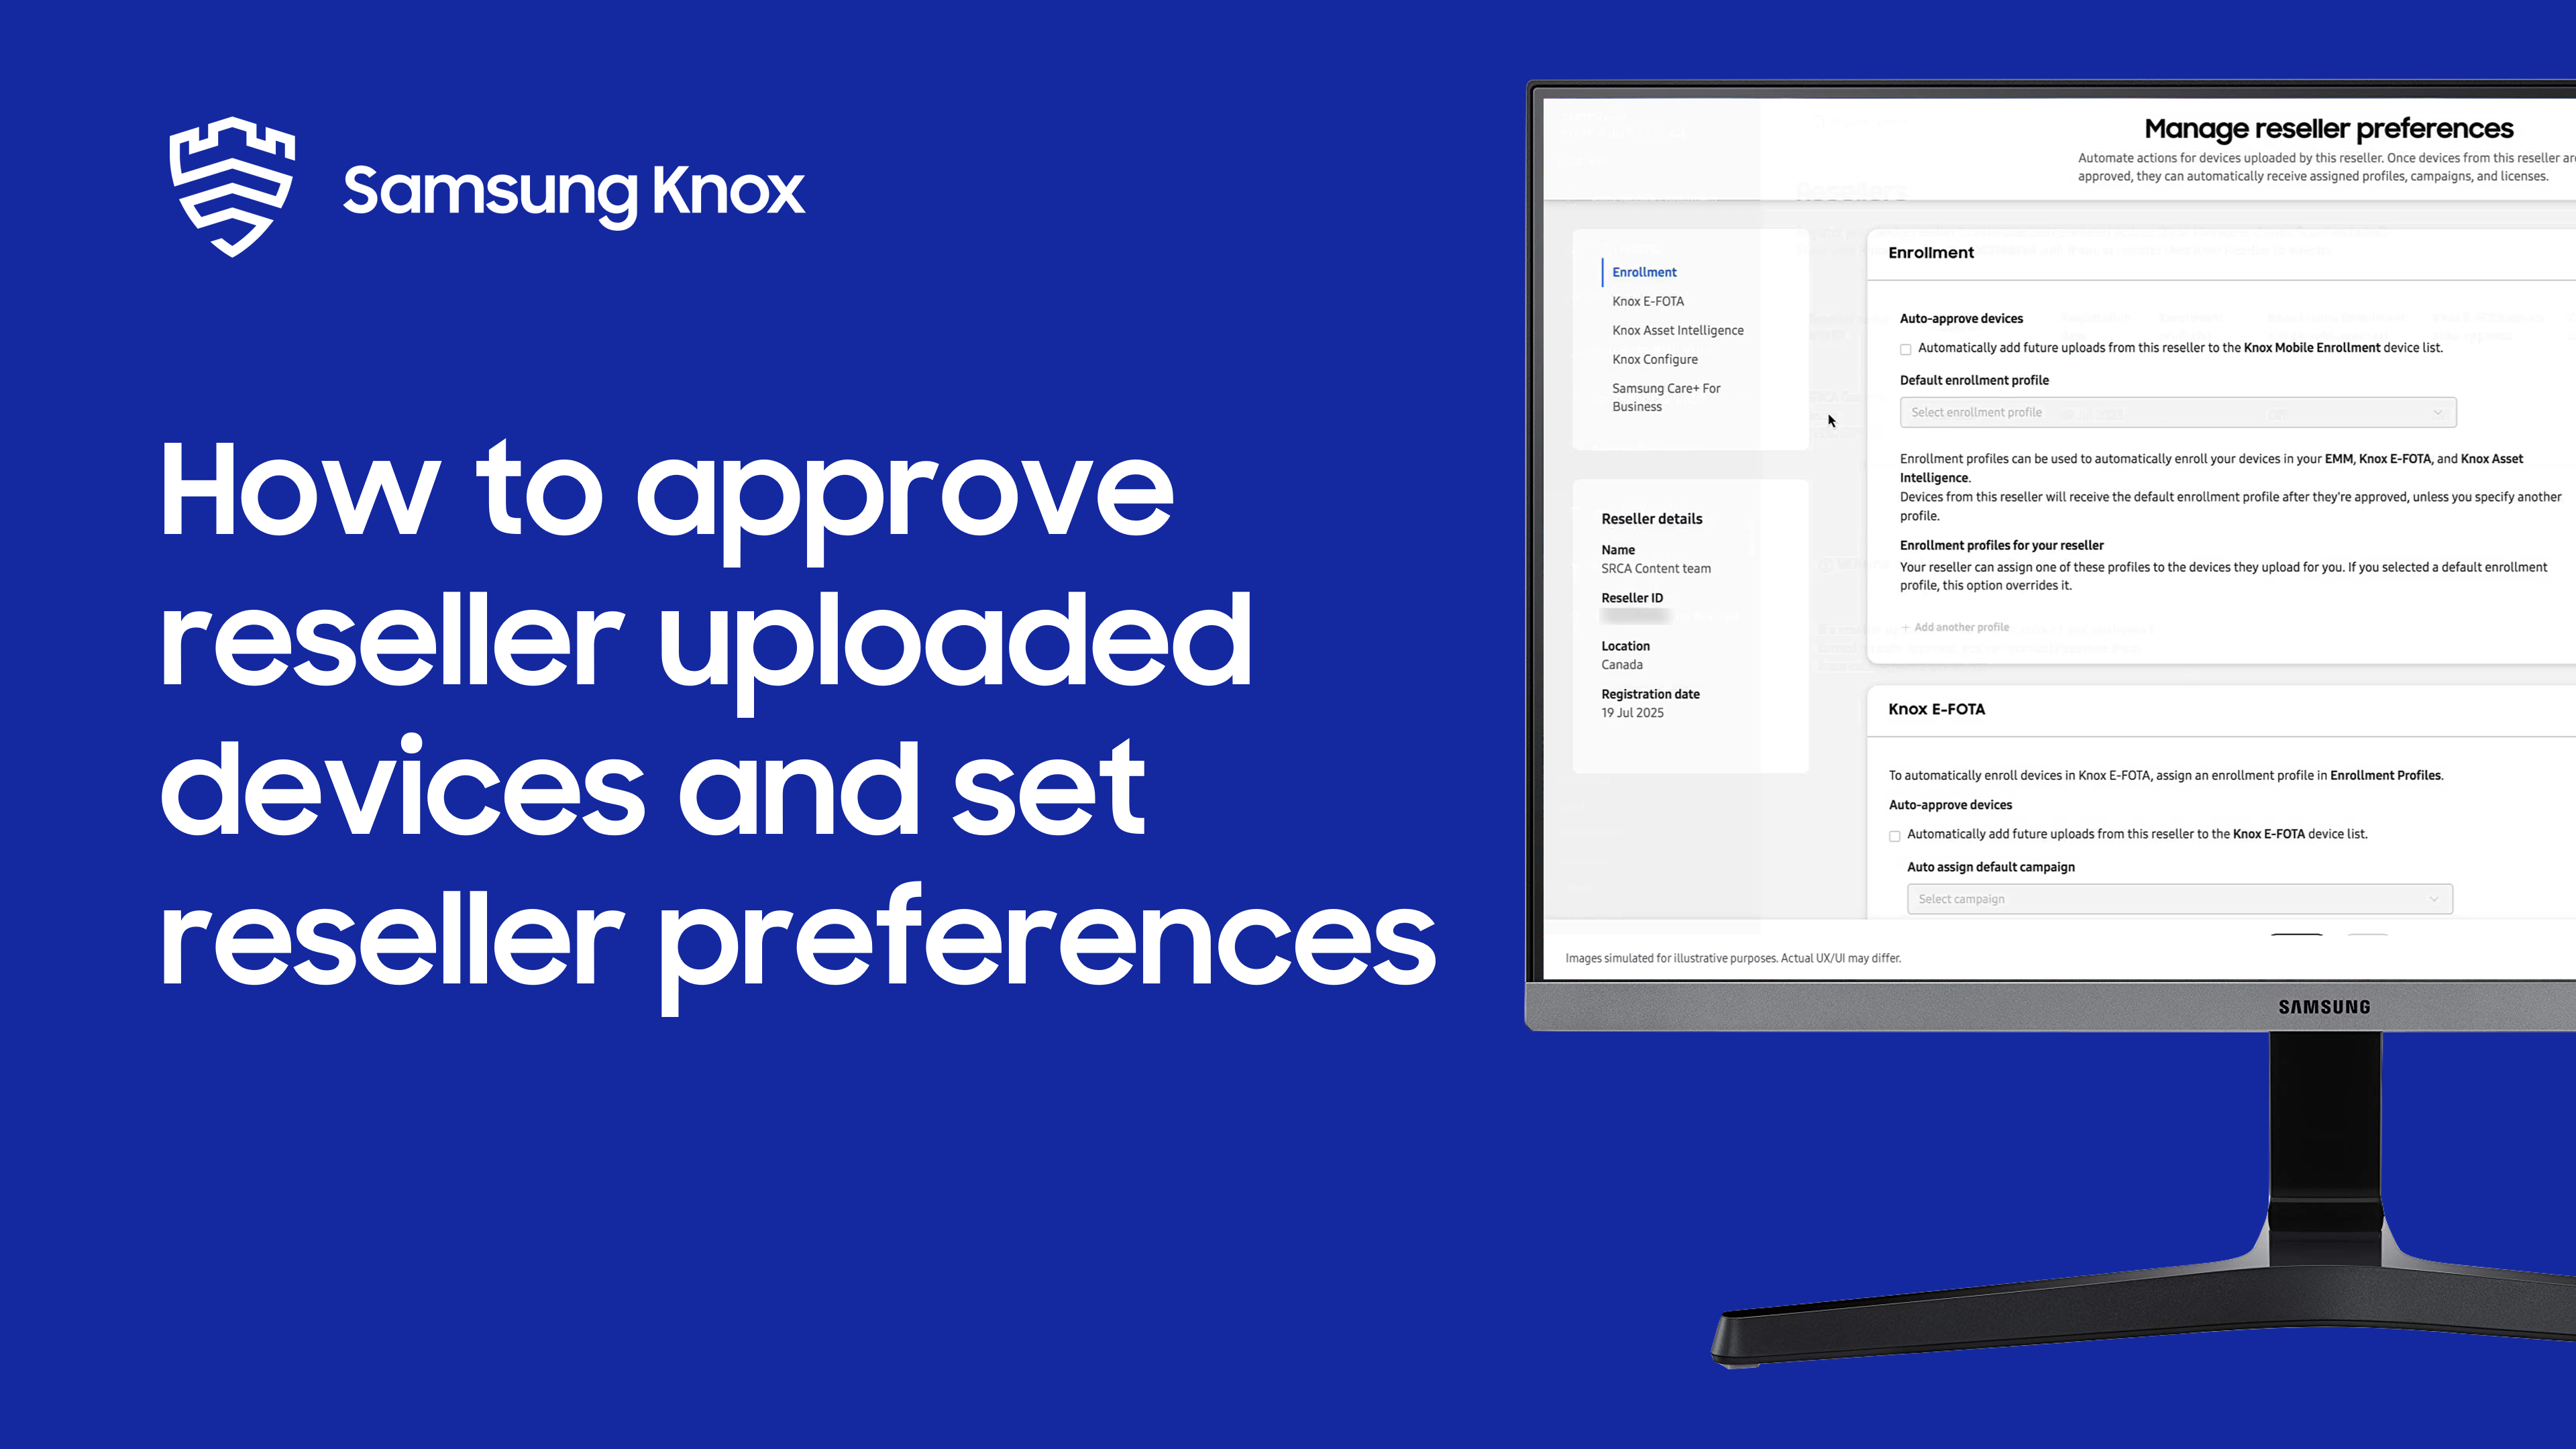 Samsung Knox
How to approve
reseller uploaded
devices and set
reseller preferences
Manage reseller preferences
Automate actions for devices uploaded by this reseller. Once devices from this reseller are
approved, they can automatically receive assigned profiles, campaigns, and licenses.
Resellers
Enrollment
Knox E-FOTA
Knox Asset Intelligence
Knox Configure
Samsung Care+ For
Business
Reseller details
Name
SRCA Content team
Reseller ID
Location
Canada
Registration date
19 Jul 2025
Enrollment
Auto-approve devices
Automatically add future uploads from this reseller to the Knox Mobile Enrollment device list.
Default enrollment profile
Select enrollment profile
Enrollment profiles can be used to automatically enroll your devices in your EMM, Knox E-FOTA, and Knox Asset
Intelligence.
Devices from this reseller will receive the default enrollment profile after they're approved, unless you specify another
profile.
Enrollment profiles for your reseller
Your reseller can assign one of these profiles to the devices they upload for you. If you selected a default enrollment
profile, this option overrides it.
+ Add another profile
Knox E-FOTA
To automatically enroll devices in Knox E-FOTA, assign an enrollment profile in Enrollment Profiles.
Auto-approve devices
Automatically add future uploads from this reseller to the Knox E-FOTA device list.
Auto assign default campaign
Select campaign
Images simulated for illustrative purposes. Actual UX/UI may differ.
SAMSUNG